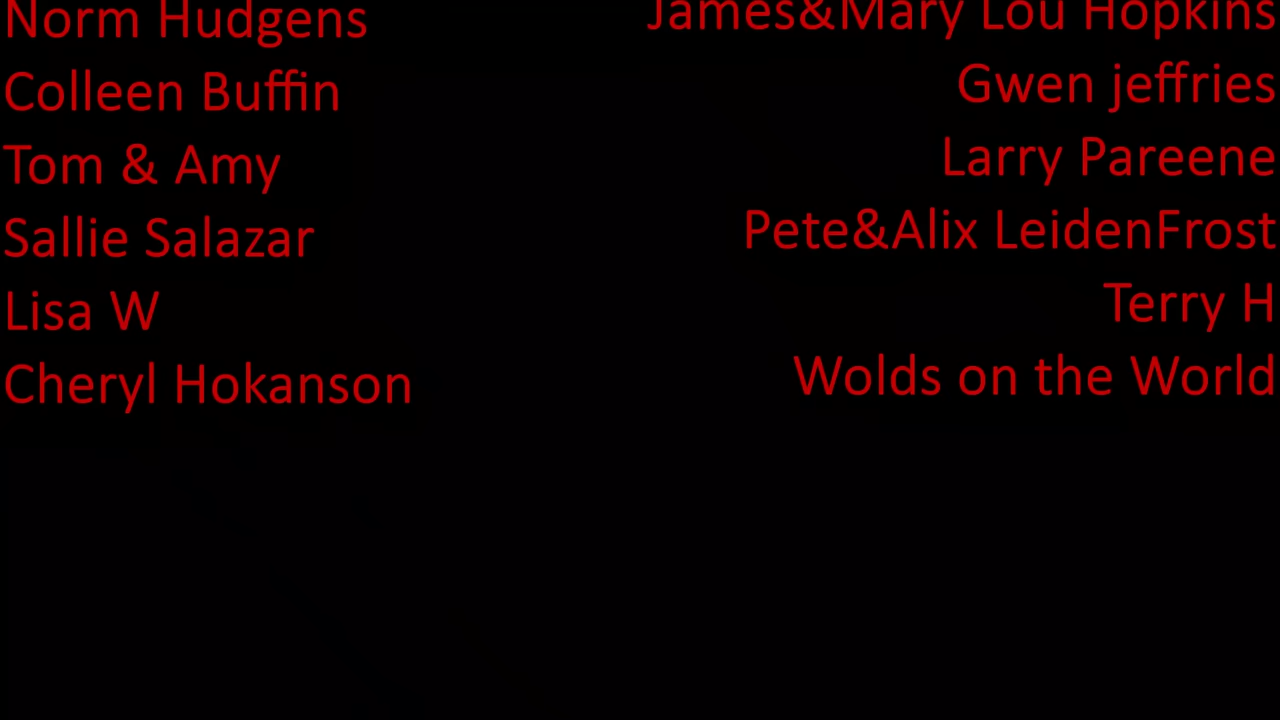 Norm Hudgens
Colleen Buffin
Tom & Amy
Sallie Salazar
Lisa W
Cheryl Hokanson
James&Mary Lou Hopkins
Gwen jeffries
Larry Pareene
Pete&Alix LeidenFrost
Terry H
Wolds on the World